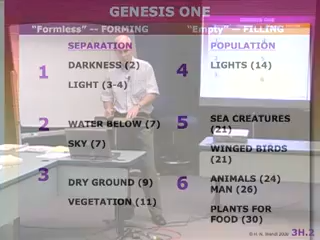 GENESIS ONE
"Formless" -- FORMING
"Empty" -- FILLING
SEPARATION
1
DARKNESS (2)
LIGHT (3-4)
2
WATER BELOW (7)
SKY (7)
3
DRY GROUND (9)
VEGETATION (11)
POPULATION
4
LIGHTS (14)
5
SEA CREATURES
(21)
WINGED BIRDS
(21)
6
ANIMALS (24)
MAN (26)
PLANTS FOR
FOOD (30)
3H.2